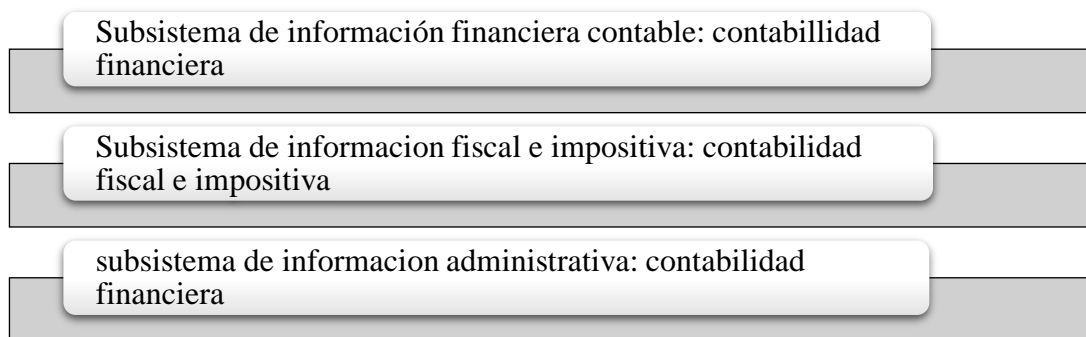 Subsistema de información financiera contable: contabillidad
financiera
Subsistema de informacion fiscal e impositiva: contabilidad
fiscal e impositiva
subsistema de informacion administrativa: contabilidad
financiera